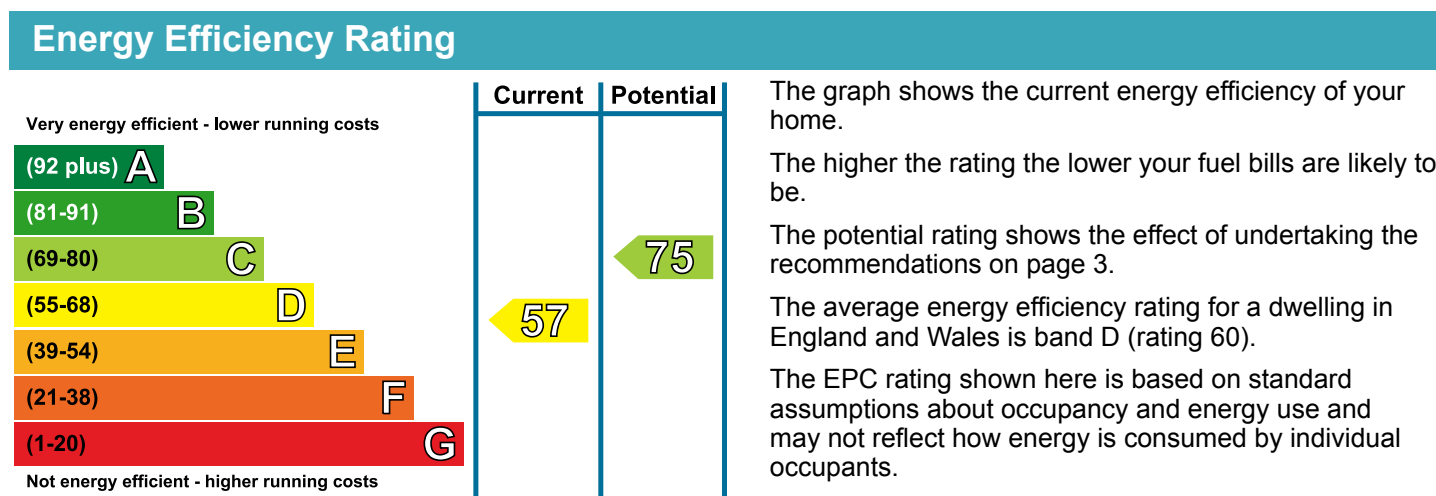 Energy Efficiency Rating
Current Potential
Very energy efficient - lower running costs
(92 plus) A
(81-91) B
(69-80) C
75
(55-68) D
57
(39-54) E
(21-38) F
(1-20) G
Not energy efficient - higher running costs
The graph shows the current energy efficiency of your
home.
The higher the rating the lower your fuel bills are likely to
be.
The potential rating shows the effect of undertaking the
recommendations on page 3.
The average energy efficiency rating for a dwelling in
England and Wales is band D (rating 60).
The EPC rating shown here is based on standard
assumptions about occupancy and energy use and
may not reflect how energy is consumed by individual
occupants.